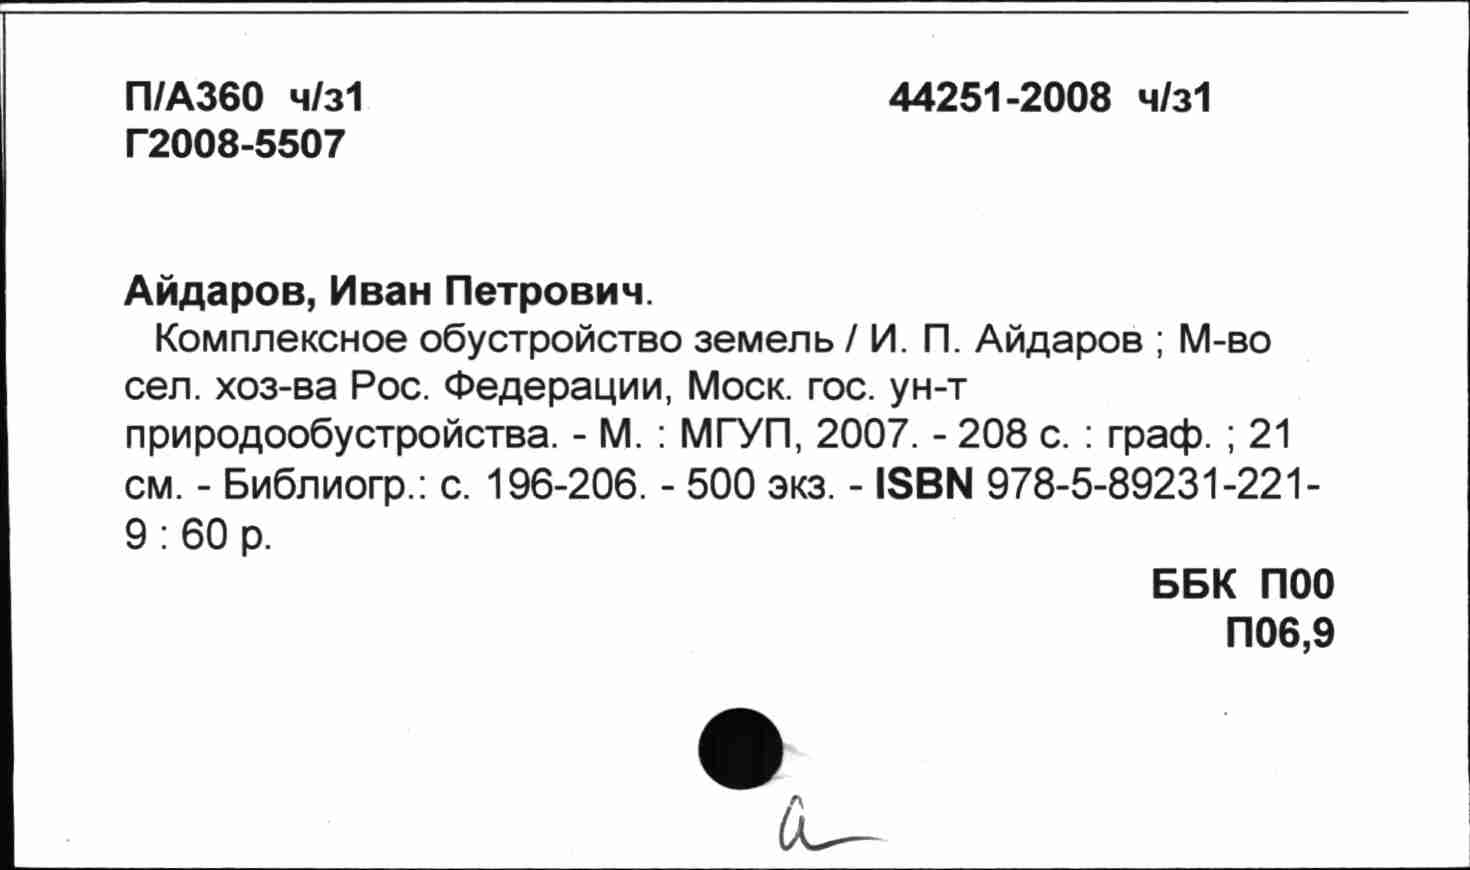 П/А360 ч/з1 44251-2008 ч/з1
Г2008-5507
Айдаров, Иван Петрович.
Комплексное обустройство земель / И. П. Айдаров ; М-во
сел. хоз-ва Рос. Федерации, Моск. гос. ун-т
природообустройства. - М. : МГУП, 2007. - 208 с. : граф. ; 21
см. - Библиогр.: с. 196-206. - 500 экз. - ISBN 978-5-89231-221-
9 : 60 р.
ББК П00
П06,9
а